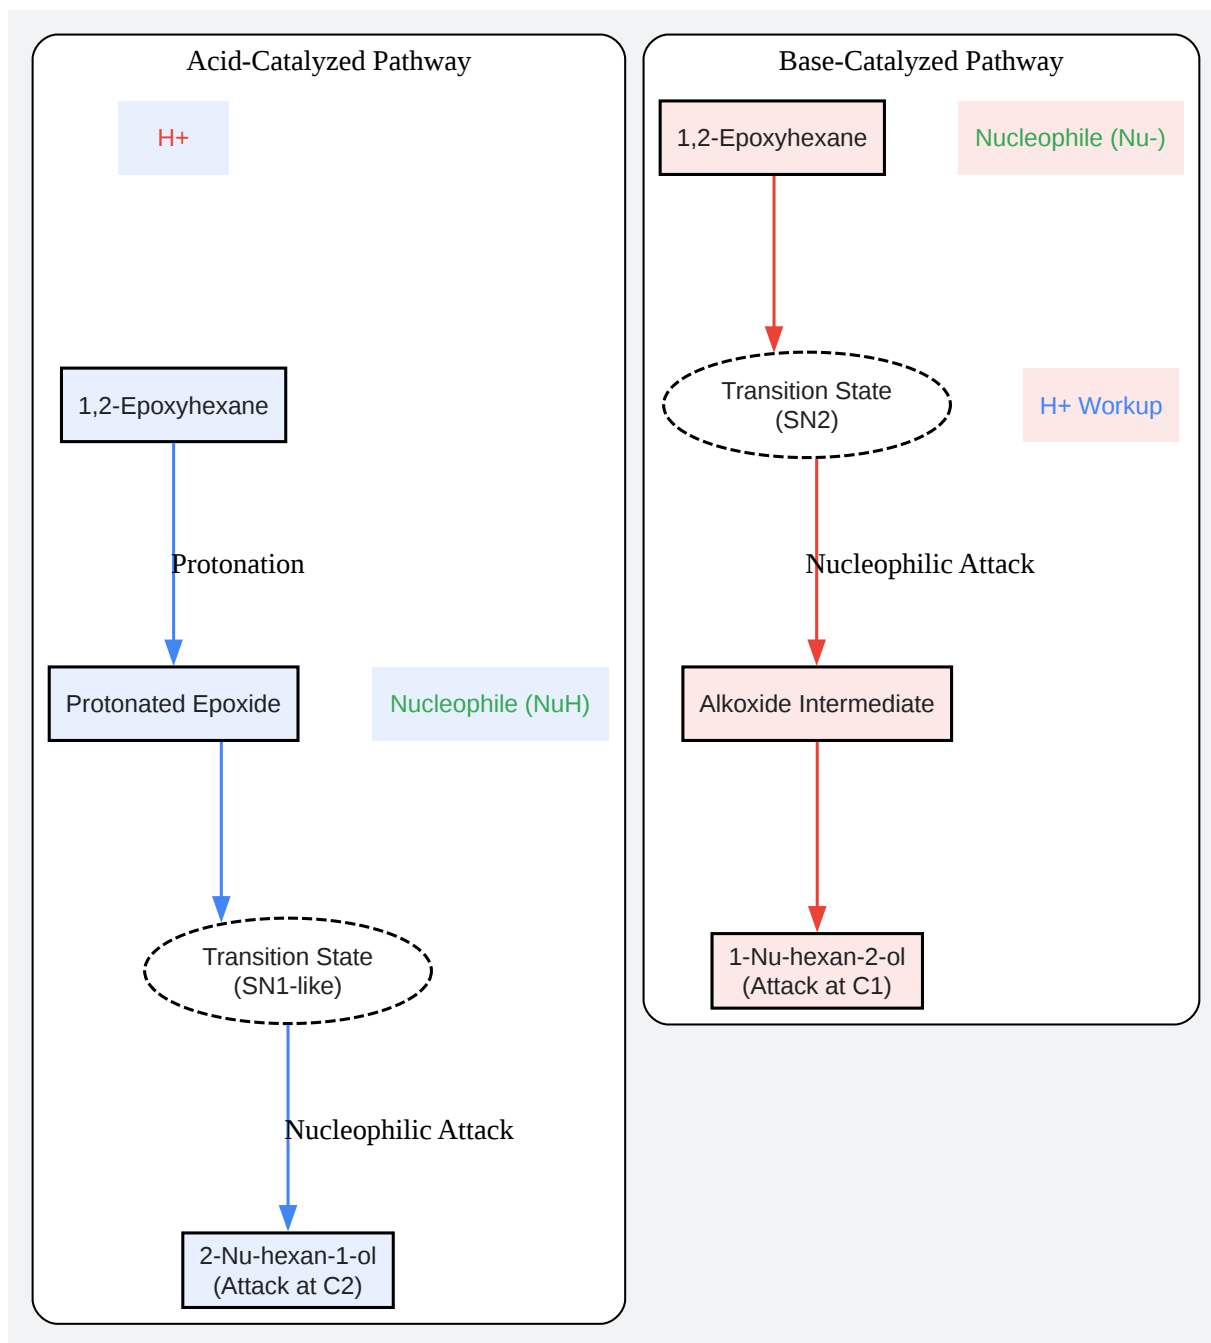 Acid-Catalyzed Pathway
H+
1,2-Epoxyhexane
Protonation
Protonated Epoxide
Nucleophile (NuH)
Transition State
(SN1-like)
Nucleophilic Attack
2-Nu-hexan-1-ol
(Attack at C2)
Base-Catalyzed Pathway
1,2-Epoxyhexane
Nucleophile (Nu-)
Transition State
(SN2)
H+ Workup
Nucleophilic Attack
Alkoxide Intermediate
1-Nu-hexan-2-ol
(Attack at C1)